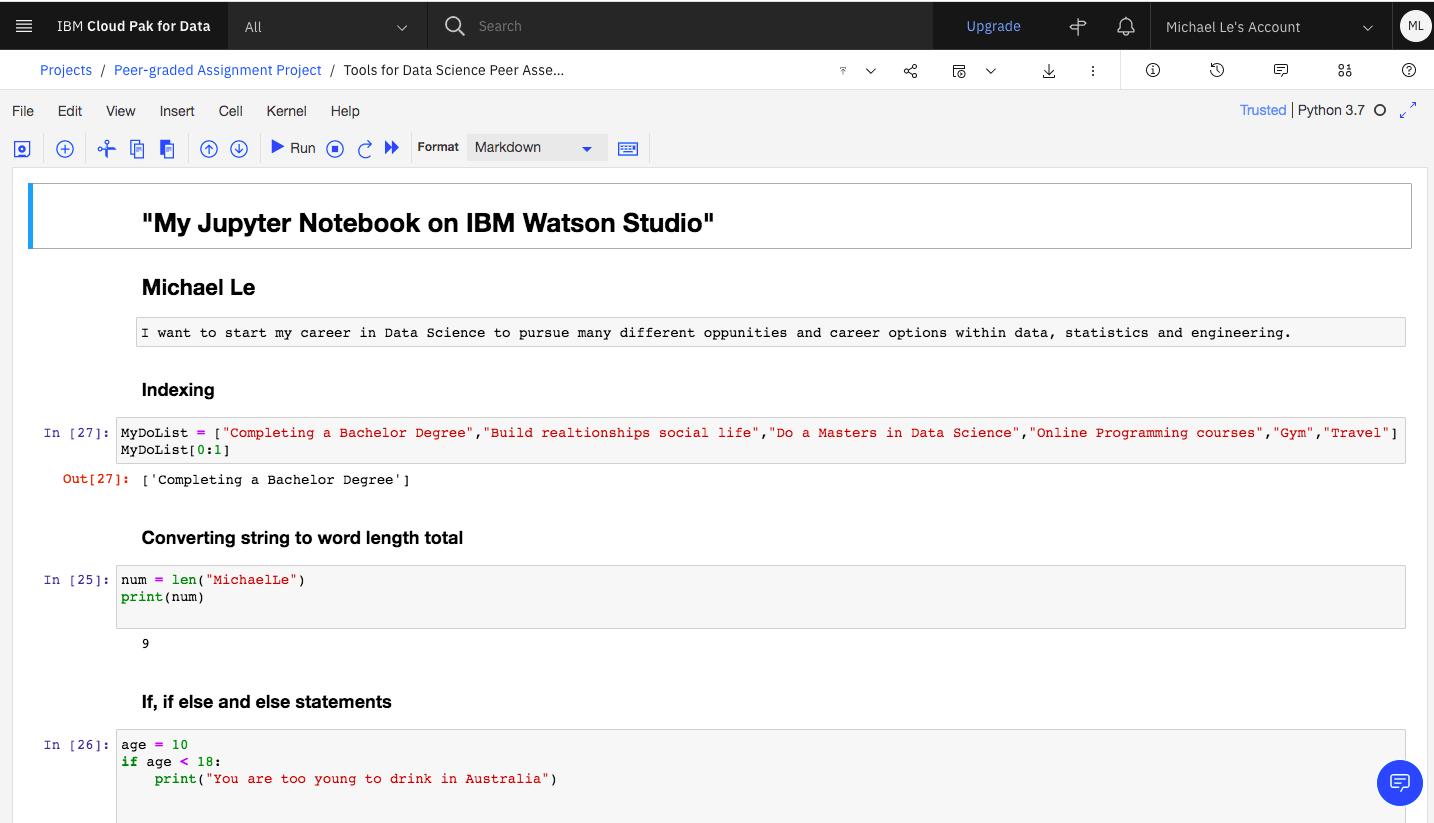 IBM Cloud Pak for Data All Search Upgrade Michael Le's Account ML
Projects / Peer-graded Assignment Project / Tools for Data Science Peer Asse...
File Edit View Insert Cell Kernel Help Trusted | Python 3.7
Run Format Markdown
"My Jupyter Notebook on IBM Watson Studio"
Michael Le
I want to start my career in Data Science to pursue many different oppunities and career options within data, statistics and engineering.
Indexing
In [27]: MyDoList = ["Completing a Bachelor Degree","Build realtionships social life","Do a Masters in Data Science","Online Programming courses","Gym","Travel"]
MyDoList[0:1]
Out[27]: ['Completing a Bachelor Degree']
Converting string to word length total
In [25]: num = len("MichaelLe")
print(num)
9
If, if else and else statements
In [26]: age = 10
if age < 18:
    print("You are too young to drink in Australia")